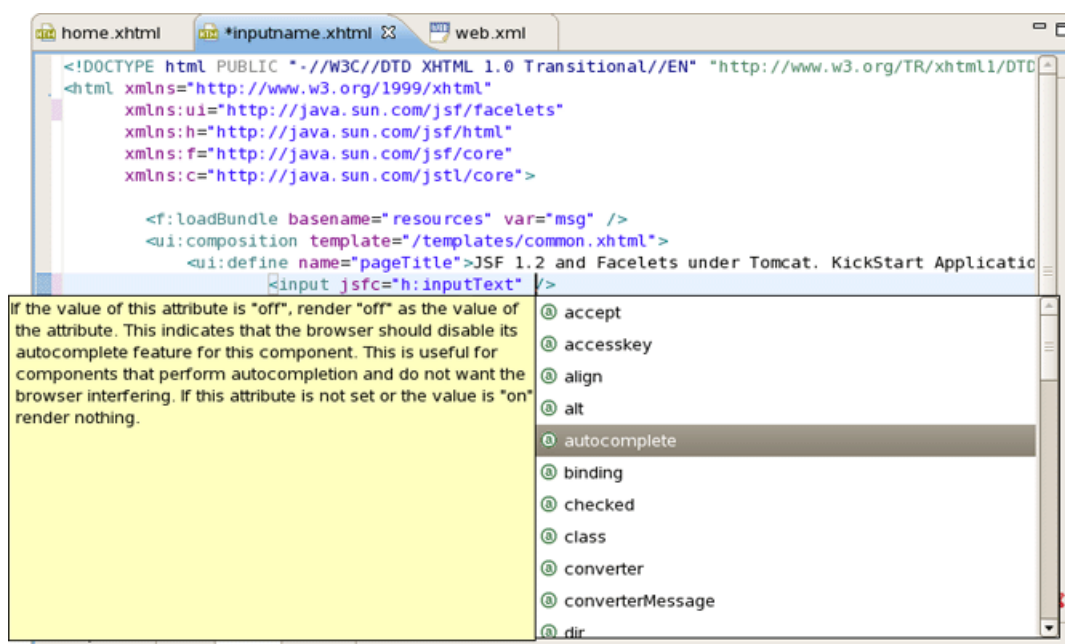 home.xhtml
*inputname.xhtml
web.xml
<!DOCTYPE html PUBLIC "-//W3C//DTD XHTML 1.0 Transitional//EN" "http://www.w3.org/TR/xhtml1/DTD
<html xmlns="http://www.w3.org/1999/xhtml"
xmlns:ui="http://java.sun.com/jsf/facelets"
xmlns:h="http://java.sun.com/jsf/html"
xmlns:f="http://java.sun.com/jsf/core"
xmlns:c="http://java.sun.com/jstl/core">
<f:loadBundle basename="resources" var="msg" />
<ui:composition template="/templates/common.xhtml">
<ui:define name="pageTitle">JSF 1.2 and Facelets under Tomcat. KickStart Applicatio
<input jsfc="h:inputText" />
If the value of this attribute is "off", render "off" as the value of
the attribute. This indicates that the browser should disable its
autocomplete feature for this component. This is useful for
components that perform autocompletion and do not want the
browser interfering. If this attribute is not set or the value is "on"
render nothing.
@ accept
@ accesskey
@ align
@ alt
@ autocomplete
@ binding
@ checked
@ class
@ converter
@ converterMessage
@ dir